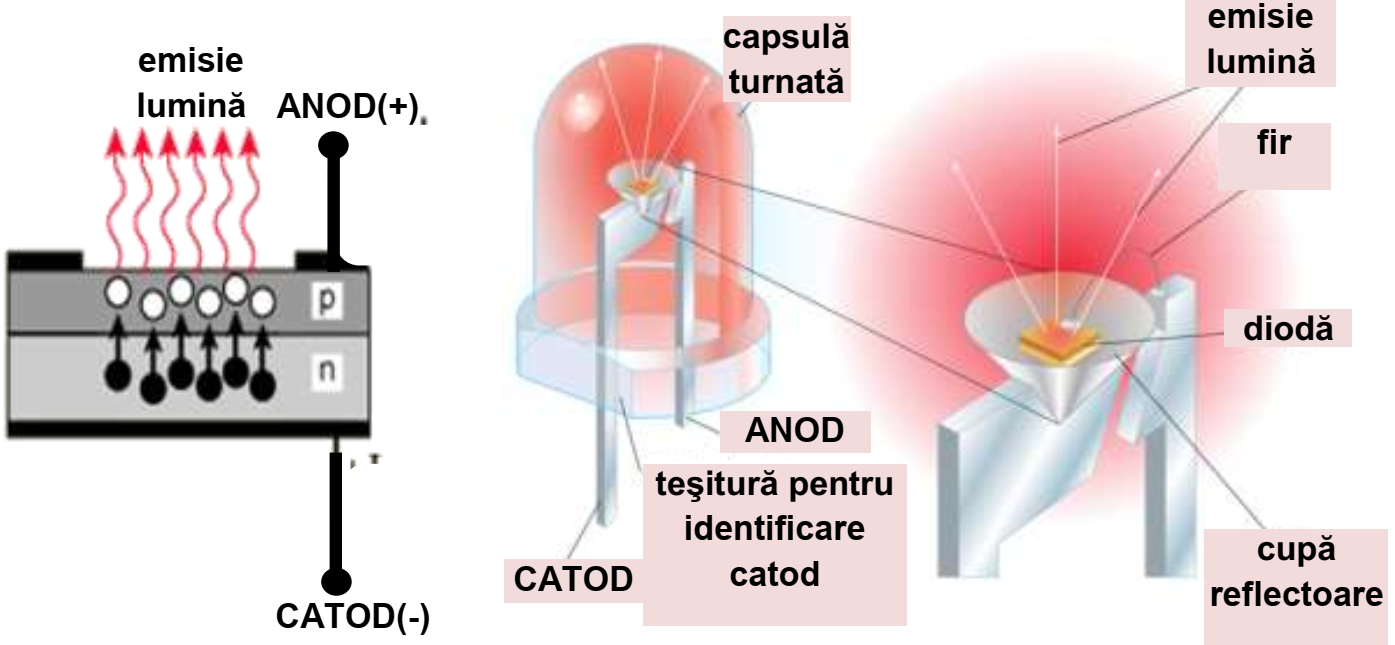 emisie
lumină
ANOD(+)
p
n
CATOD(-)
capsulă
turnată
ANOD
teşitură pentru
identificare
catod
CATOD
emisie
lumină
fir
diodă
cupă
reflectoare